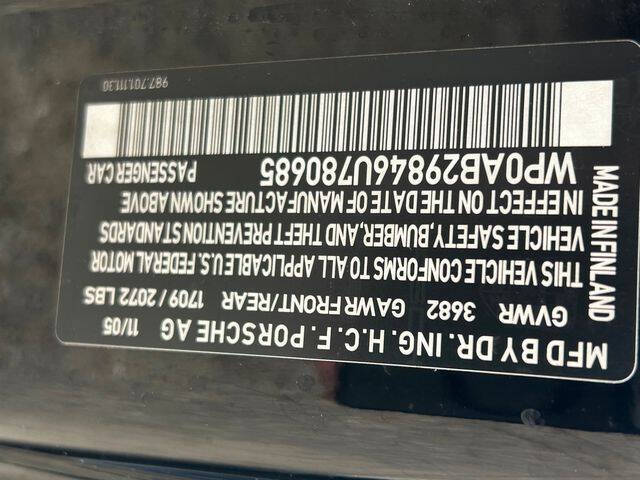 MFD BY DR. ING. H.C. F. PORSCHE AG 11/05
GVWR 3682 GAWR FRONT/REAR 1709 / 2072 LBS
THIS VEHICLE CONFORMS TO ALL APPLICABLE U.S. FEDERAL MOTOR
VEHICLE SAFETY, BUMBER, AND THEFT PREVENTION STANDARDS
IN EFFECT ON THE DATE OF MANUFACTURE SHOWN ABOVE
MADE IN FINLAND
WP0AB29846U780685 PASSENGER CAR
987.701.111.30